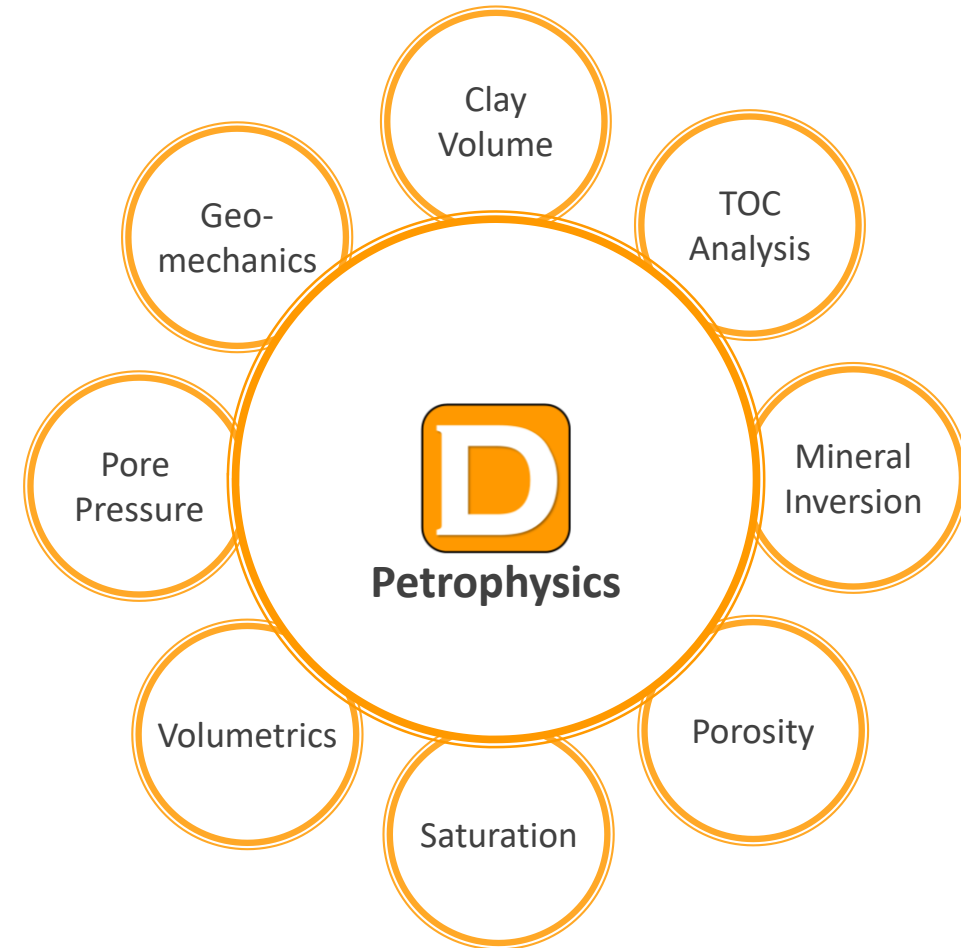 Clay
Volume
TOC
Analysis
Mineral
Inversion
Porosity
Saturation
Volumetrics
Pore
Pressure
Geo-
mechanics
D
Petrophysics